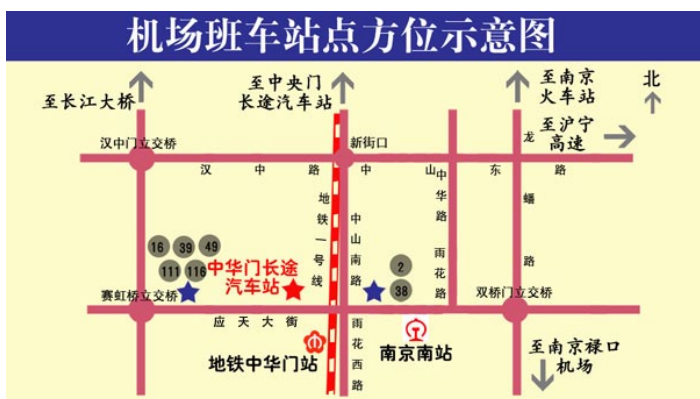 机场班车站点方位示意图
至长江大桥
至中央门
长途汽车站
至南京
火车站
北
至沪宁
高速
汉中门立交桥
新街口
龙蟠路
汉中路
中山东路
地铁一号线
中山南路
中华路
雨花路
16
39
49
111
116
中华门长途
汽车站
2
38
赛虹桥立交桥
双桥门立交桥
应天大街
雨花西路
地铁中华门站
南京南站
至南京禄口
机场